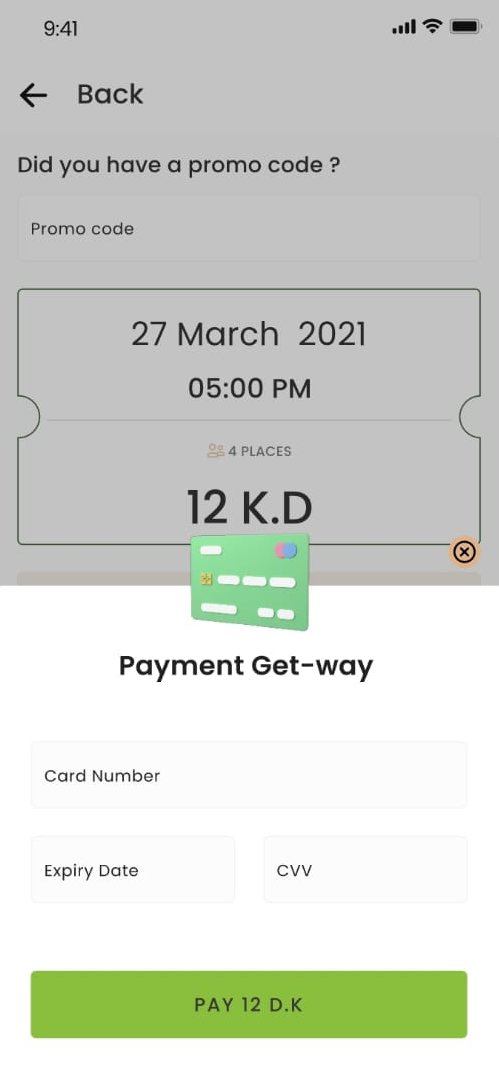 9:41
Back
Did you have a promo code ?
Promo code
27 March 2021
05:00 PM
4 PLACES
12 K.D
Payment Get-way
Card Number
Expiry Date
CVV
PAY 12 D.K